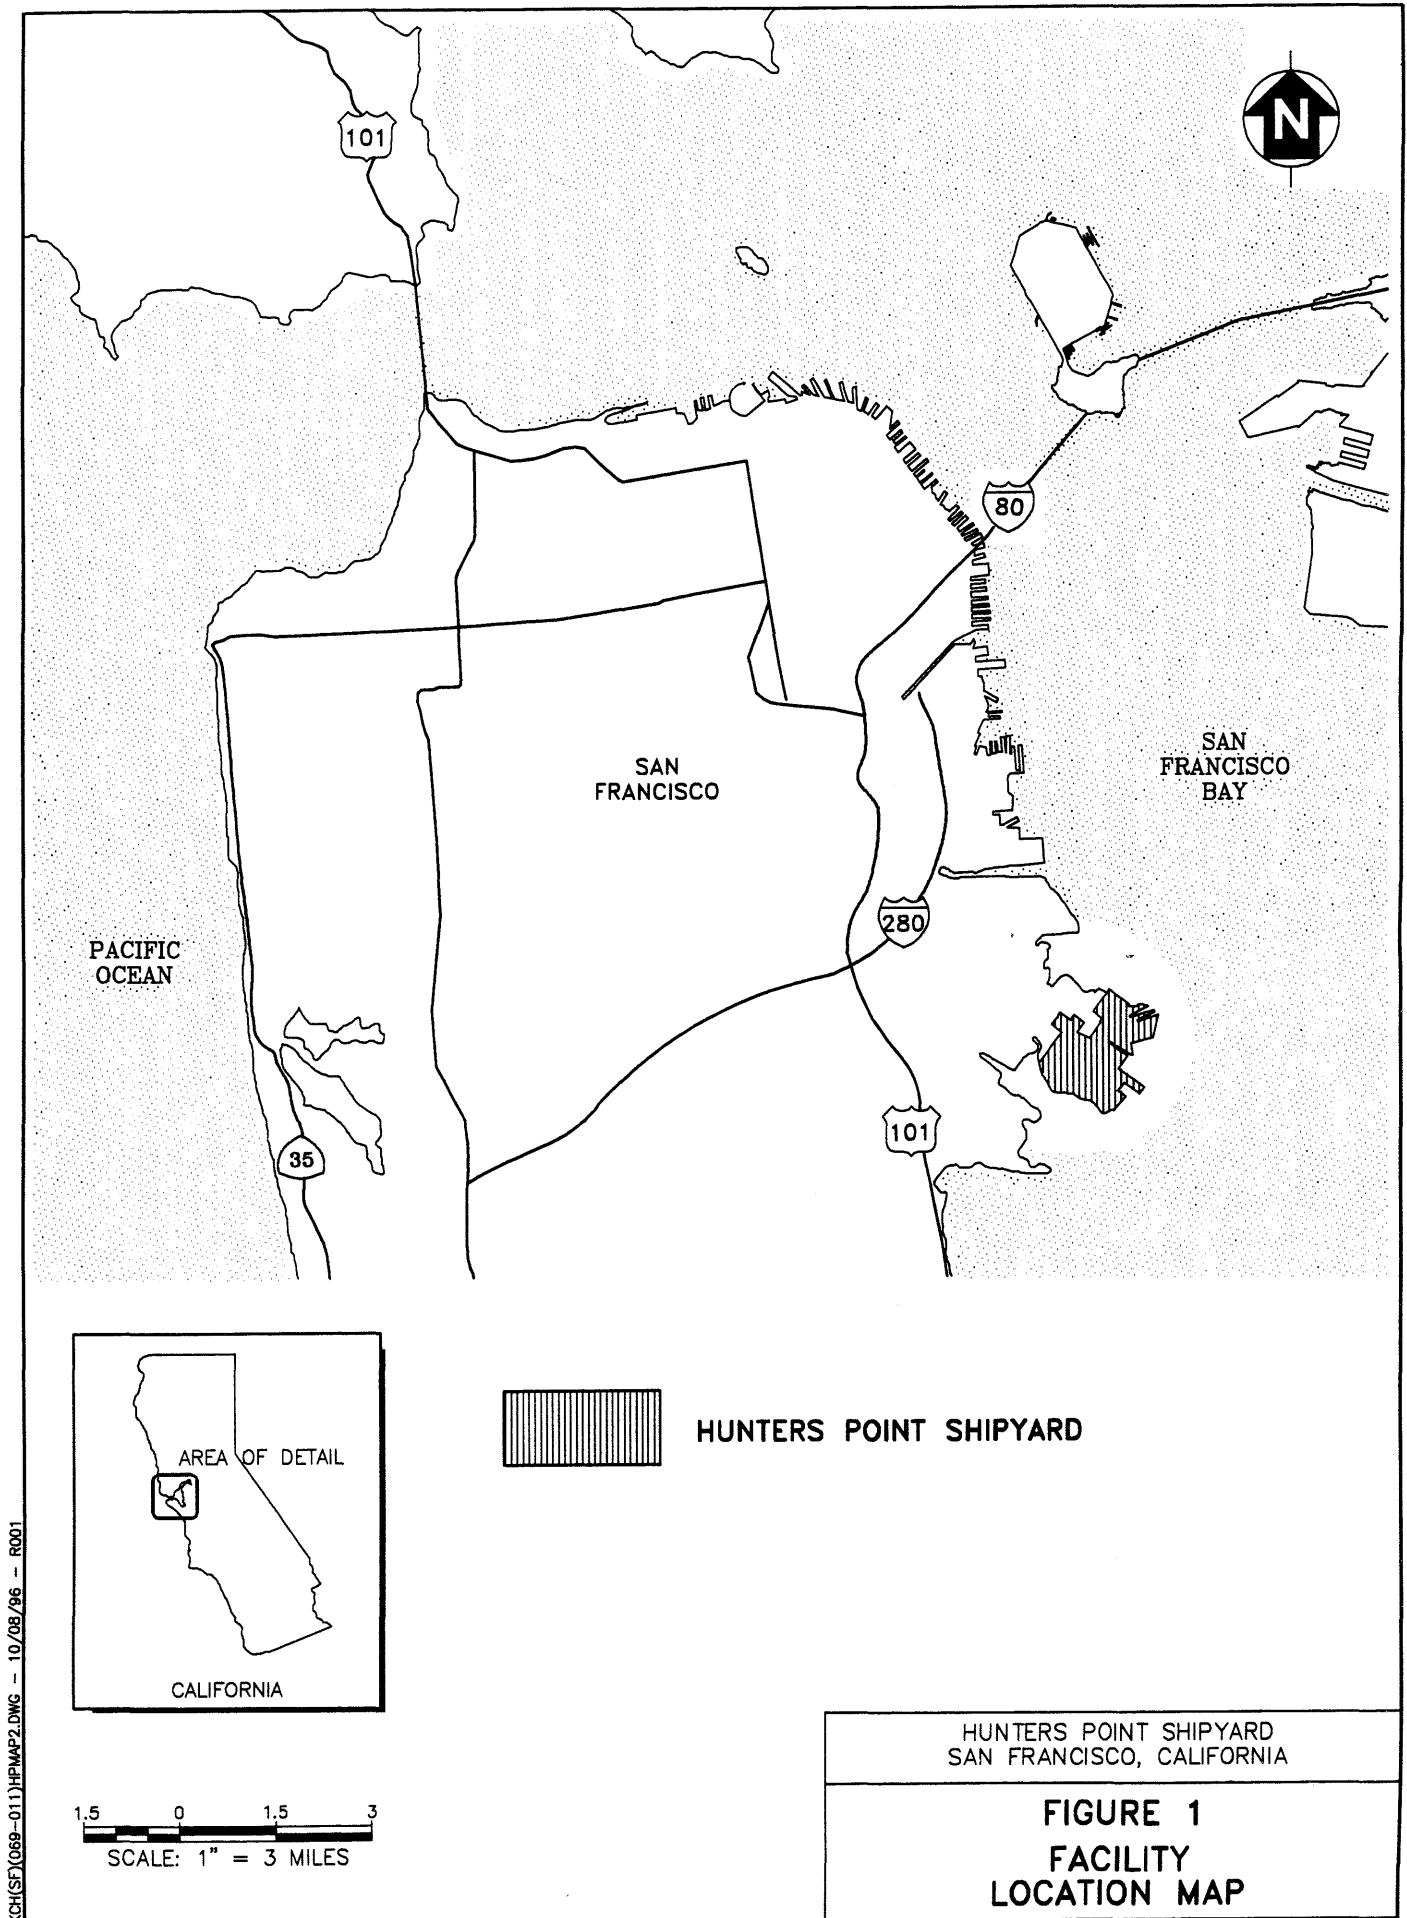 N
101
80
SAN
FRANCISCO
SAN
FRANCISCO
BAY
280
PACIFIC
OCEAN
101
35
AREA OF DETAIL
CALIFORNIA
HUNTERS POINT SHIPYARD
1.5 0 1.5 3
SCALE: 1" = 3 MILES
HUNTERS POINT SHIPYARD
SAN FRANCISCO, CALIFORNIA
FIGURE 1
FACILITY
LOCATION MAP
(SF)(069-011)HPMAP2.DWG - 10/08/96 - R001